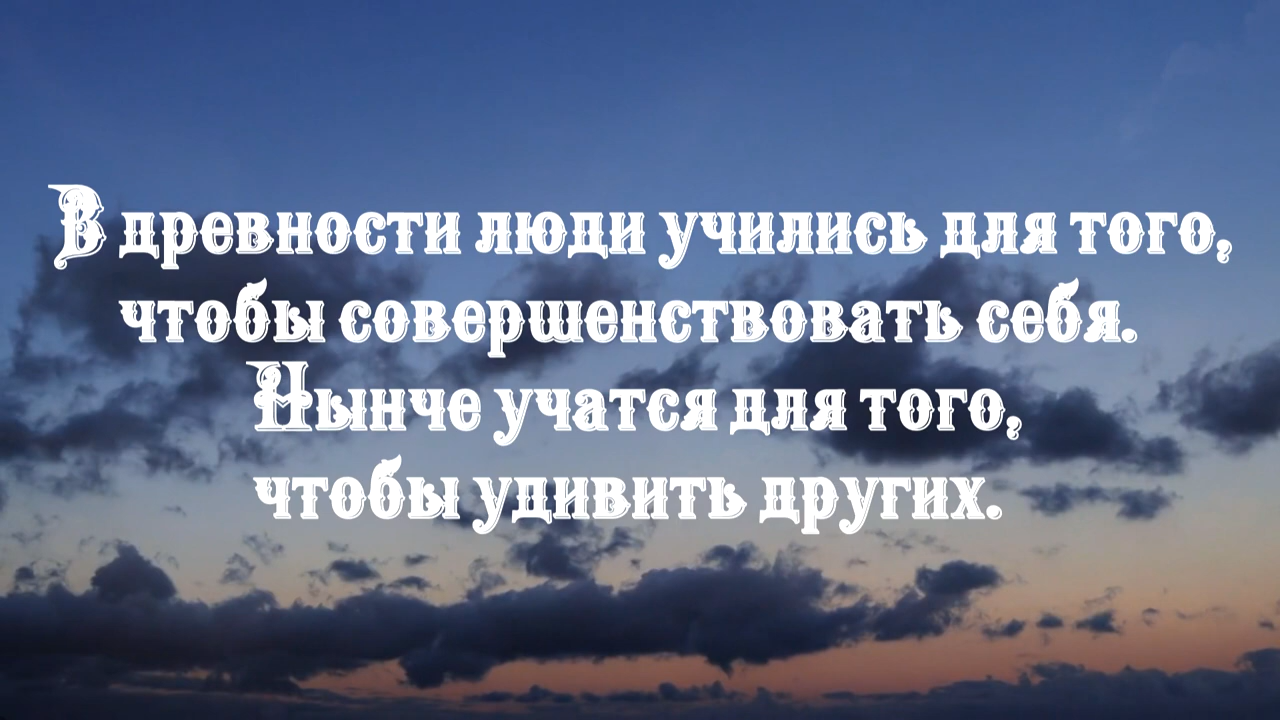 В древности люди учились для того,
чтобы совершенствовать себя.
Нынче учатся для того,
чтобы удивить других.